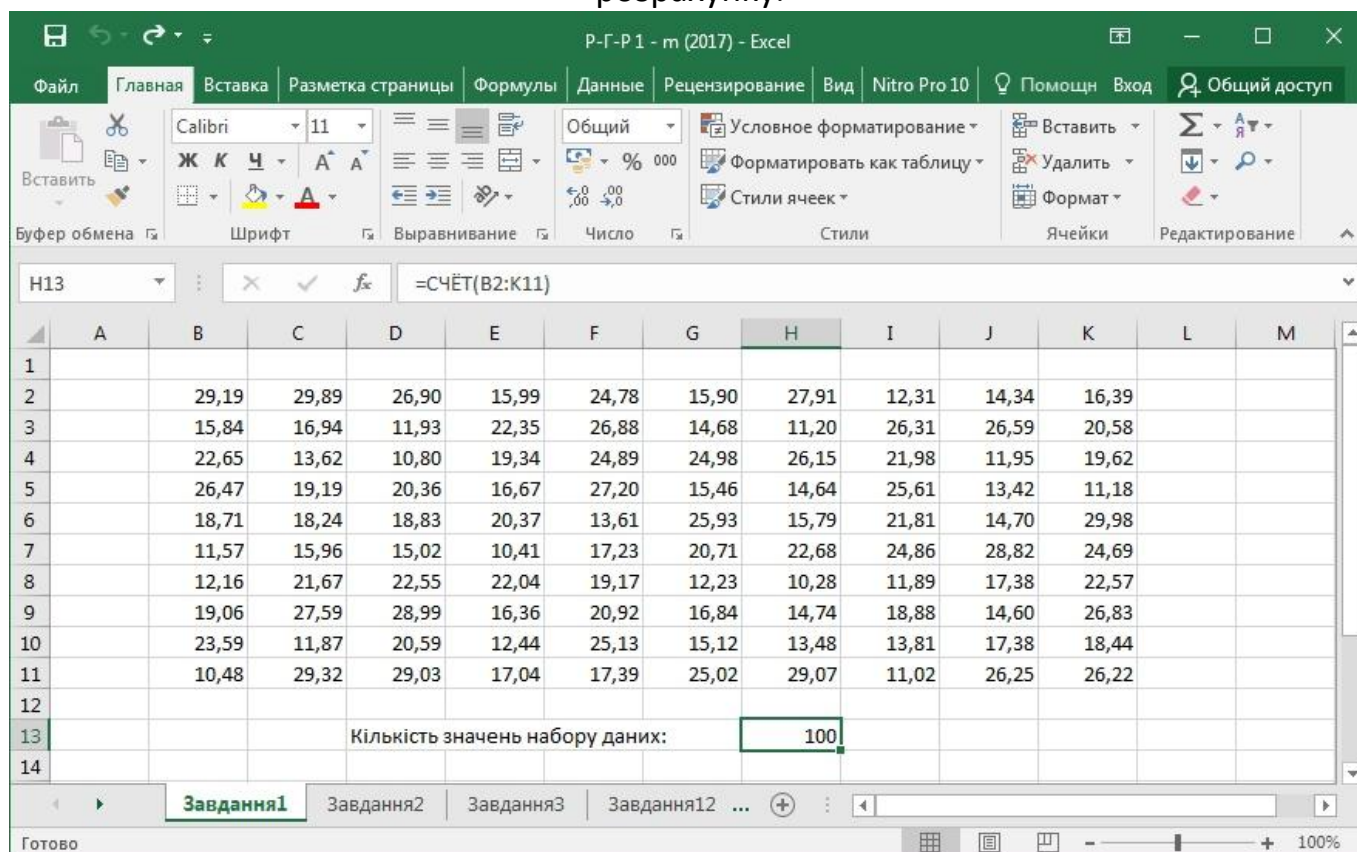 розрахунку.
P-Г-P 1 - m (2017) - Excel
Файл Главная Вставка Разметка страницы Формулы Данные Рецензирование Вид Nitro Pro 10 Помощн Вход Общий доступ
Calibri 11 Общий Условное форматирование Вставить
Ж К Ч % 000 Форматировать как таблицу Удалить
Вставить Стили ячеек Формат
Буфер обмена Шрифт Выравнивание Число Стили Ячейки Редактирование
H13 fx =СЧЁТ(B2:K11)
A B C D E F G H I J K L M
1
2 29,19 29,89 26,90 15,99 24,78 15,90 27,91 12,31 14,34 16,39
3 15,84 16,94 11,93 22,35 26,88 14,68 11,20 26,31 26,59 20,58
4 22,65 13,62 10,80 19,34 24,89 24,98 26,15 21,98 11,95 19,62
5 26,47 19,19 20,36 16,67 27,20 15,46 14,64 25,61 13,42 11,18
6 18,71 18,24 18,83 20,37 13,61 25,93 15,79 21,81 14,70 29,98
7 11,57 15,96 15,02 10,41 17,23 20,71 22,68 24,86 28,82 24,69
8 12,16 21,67 22,55 22,04 19,17 12,23 10,28 11,89 17,38 22,57
9 19,06 27,59 28,99 16,36 20,92 16,84 14,74 18,88 14,60 26,83
10 23,59 11,87 20,59 12,44 25,13 15,12 13,48 13,81 17,38 18,44
11 10,48 29,32 29,03 17,04 17,39 25,02 29,07 11,02 26,25 26,22
12
13 Кількість значень набору даних: 100
14
Завдання1 Завдання2 Завдання3 Завдання12 ...
Готово 100%